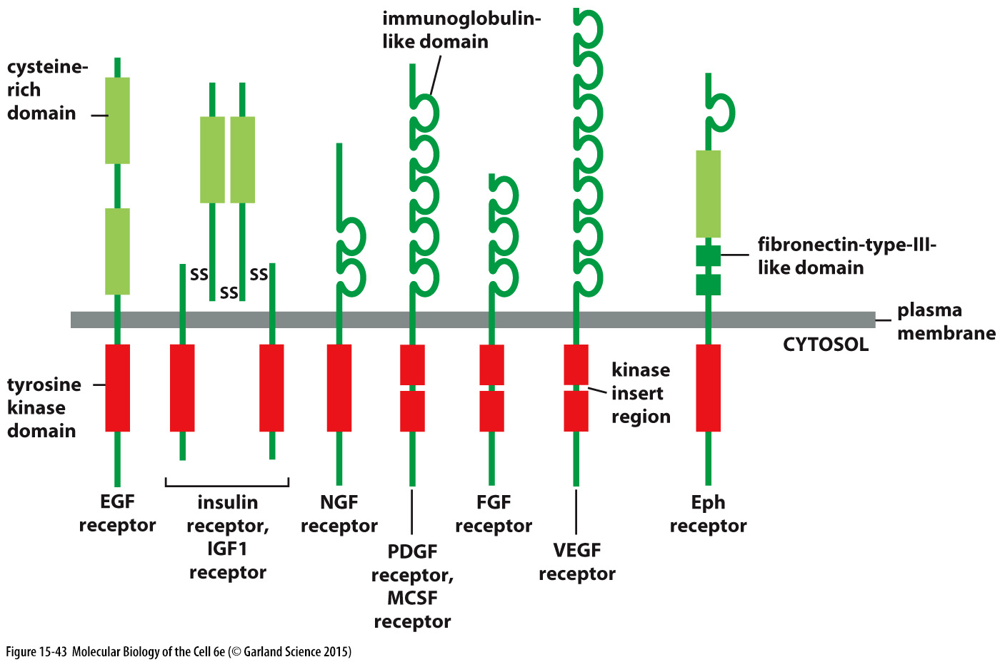 immunoglobulin-
like domain
cysteine-
rich
domain
SS
SS
SS
fibronectin-type-III-
like domain
plasma
membrane
CYTOSOL
tyrosine
kinase
domain
kinase
insert
region
EGF
receptor
insulin
receptor,
IGF1
receptor
NGF
receptor
PDGF
receptor,
MCSF
receptor
FGF
receptor
VEGF
receptor
Eph
receptor
Figure 15-43 Molecular Biology of the Cell 6e (© Garland Science 2015)